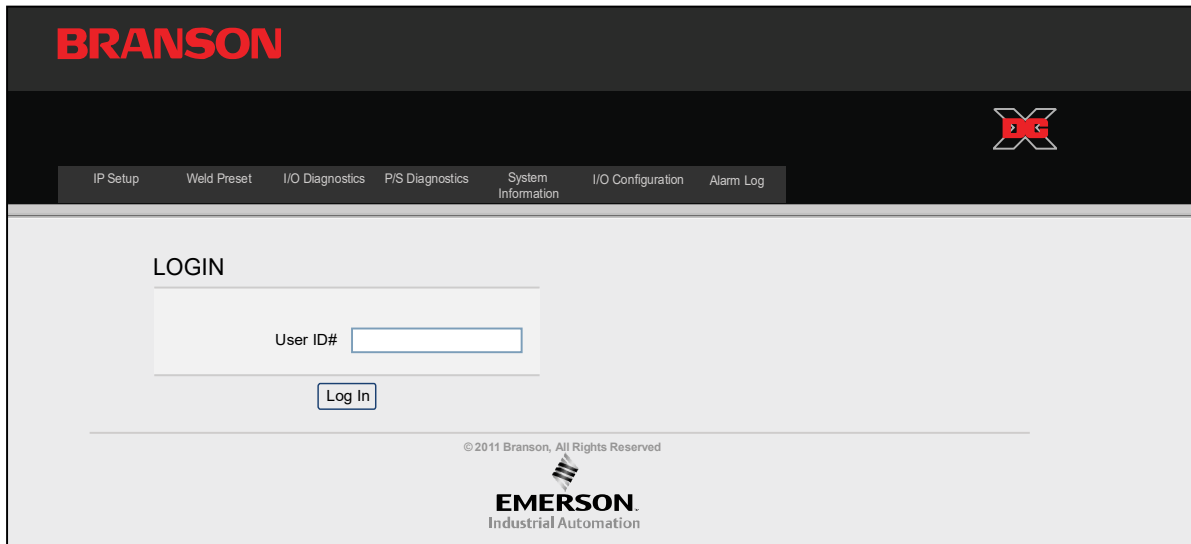 BRANSON
DCX
IP Setup
Weld Preset
I/O Diagnostics
P/S Diagnostics
System
Information
I/O Configuration
Alarm Log
LOGIN
User ID#
Log In
© 2011 Branson, All Rights Reserved
EMERSON.
Industrial Automation